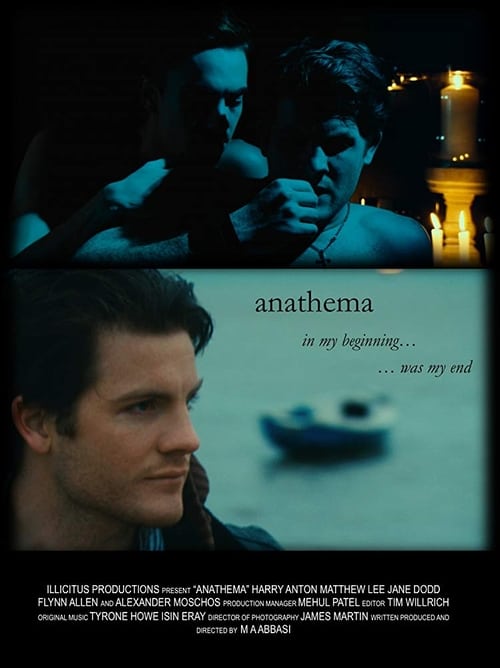 anathema
in my beginning…
… was my end
ILLICITUS PRODUCTIONS PRESENT "ANATHEMA" HARRY ANTON MATTHEW LEE JANE DODD
FLYNN ALLEN AND ALEXANDER MOSCHOS PRODUCTION MANAGER MEHUL PATEL EDITOR TIM WILLRICH
ORIGINAL MUSIC TYRONE HOWE ISIN ERAY DIRECTOR OF PHOTOGRAPHY JAMES MARTIN WRITTEN PRODUCED AND
DIRECTED BY M A ABBASI